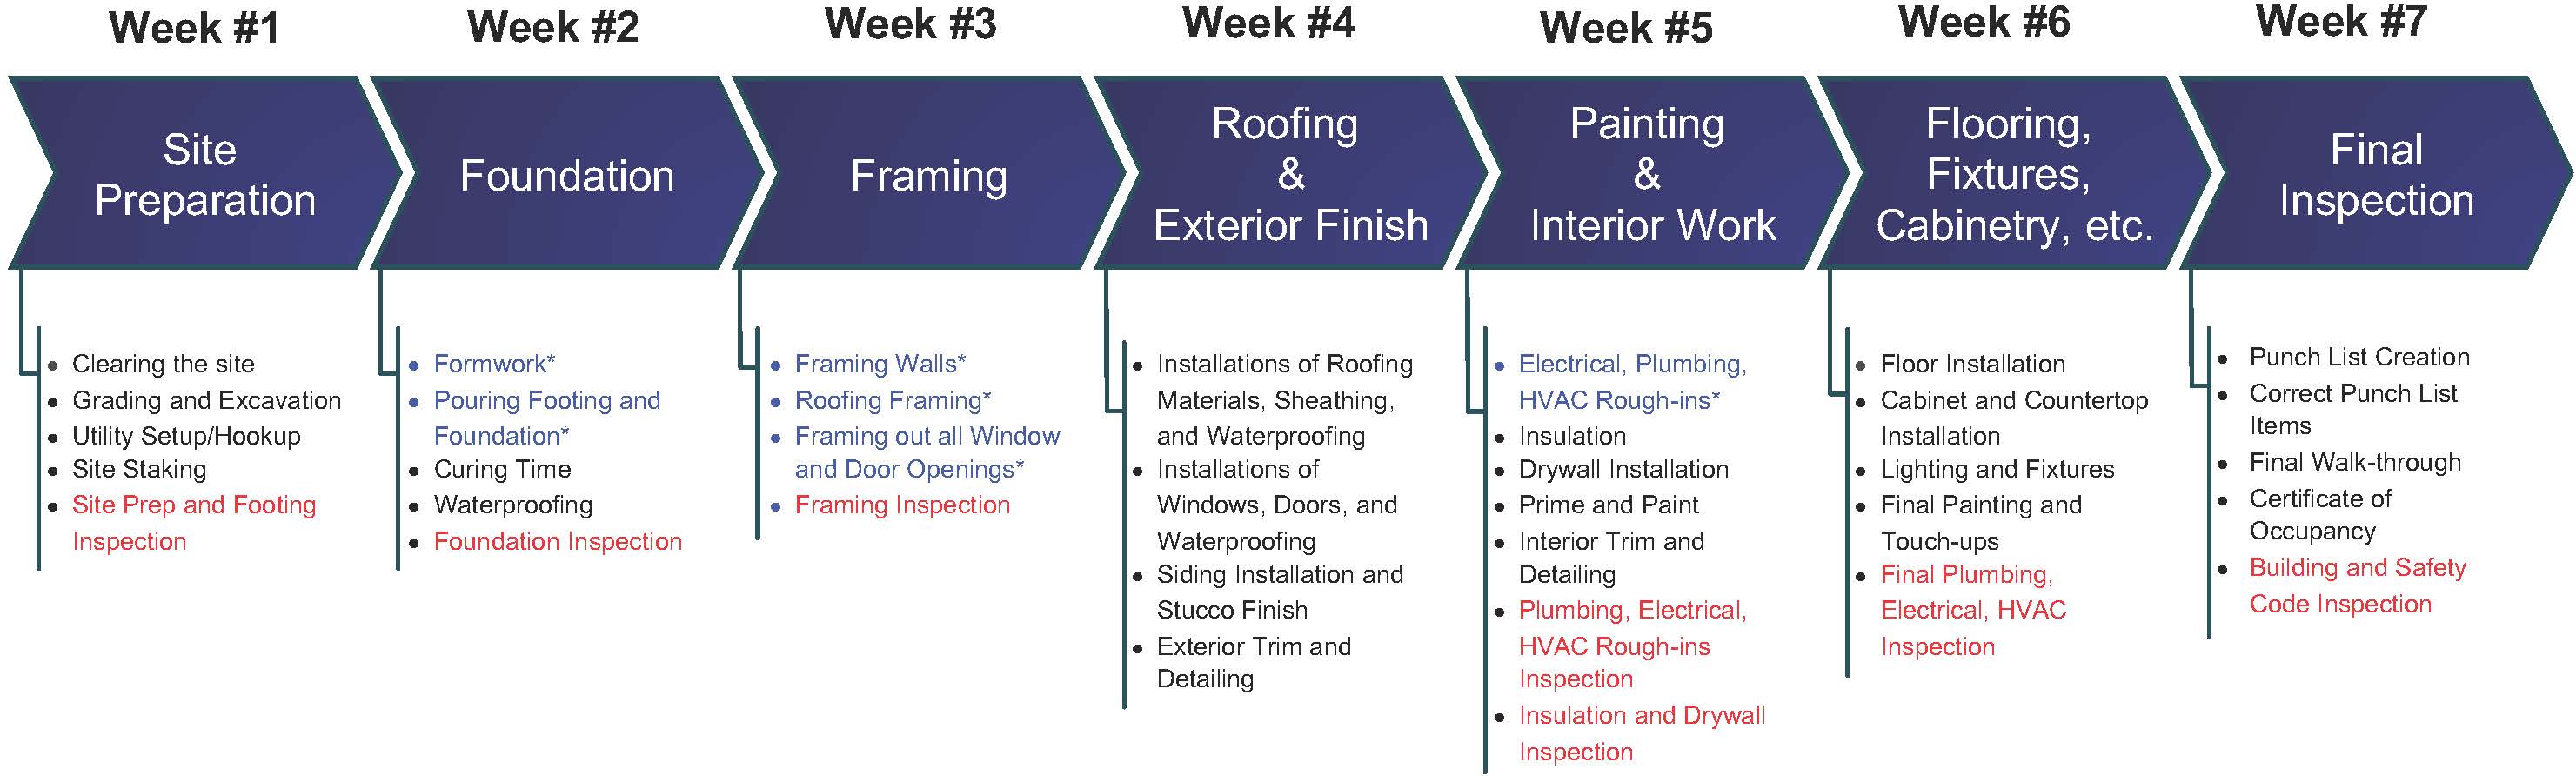 Week #1
Week #2
Week #3
Week #4
Week #5
Week #6
Week #7
Site
Preparation
Foundation
Framing
Roofing
&
Exterior Finish
Painting
&
Interior Work
Flooring,
Fixtures,
Cabinetry, etc.
Final
Inspection
• Clearing the site
• Grading and Excavation
• Utility Setup/Hookup
• Site Staking
• Site Prep and Footing
Inspection
• Formwork*
• Pouring Footing and
Foundation*
• Curing Time
• Waterproofing
• Foundation Inspection
• Framing Walls*
• Roofing Framing*
• Framing out all Window
and Door Openings*
• Framing Inspection
• Installations of Roofing
Materials, Sheathing,
and Waterproofing
• Installations of
Windows, Doors, and
Waterproofing
• Siding Installation and
Stucco Finish
• Exterior Trim and
Detailing
• Electrical, Plumbing,
HVAC Rough-ins*
• Insulation
• Drywall Installation
• Prime and Paint
• Interior Trim and
Detailing
• Plumbing, Electrical,
HVAC Rough-ins
Inspection
• Insulation and Drywall
Inspection
• Floor Installation
• Cabinet and Countertop
Installation
• Lighting and Fixtures
• Final Painting and
Touch-ups
• Final Plumbing,
Electrical, HVAC
Inspection
• Punch List Creation
• Correct Punch List
Items
• Final Walk-through
• Certificate of
Occupancy
• Building and Safety
Code Inspection